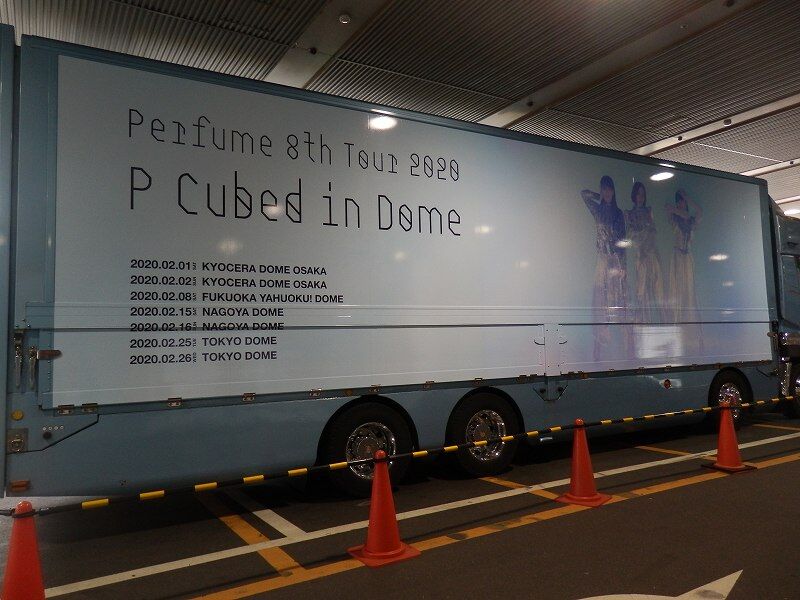 Perfume 8th Tour 2020
P Cubed in Dome
2020.02.01 KYOCERA DOME OSAKA
2020.02.02 KYOCERA DOME OSAKA
2020.02.08 FUKUOKA YAHUOKU! DOME
2020.02.15 NAGOYA DOME
2020.02.16 NAGOYA DOME
2020.02.25 TOKYO DOME
2020.02.26 TOKYO DOME